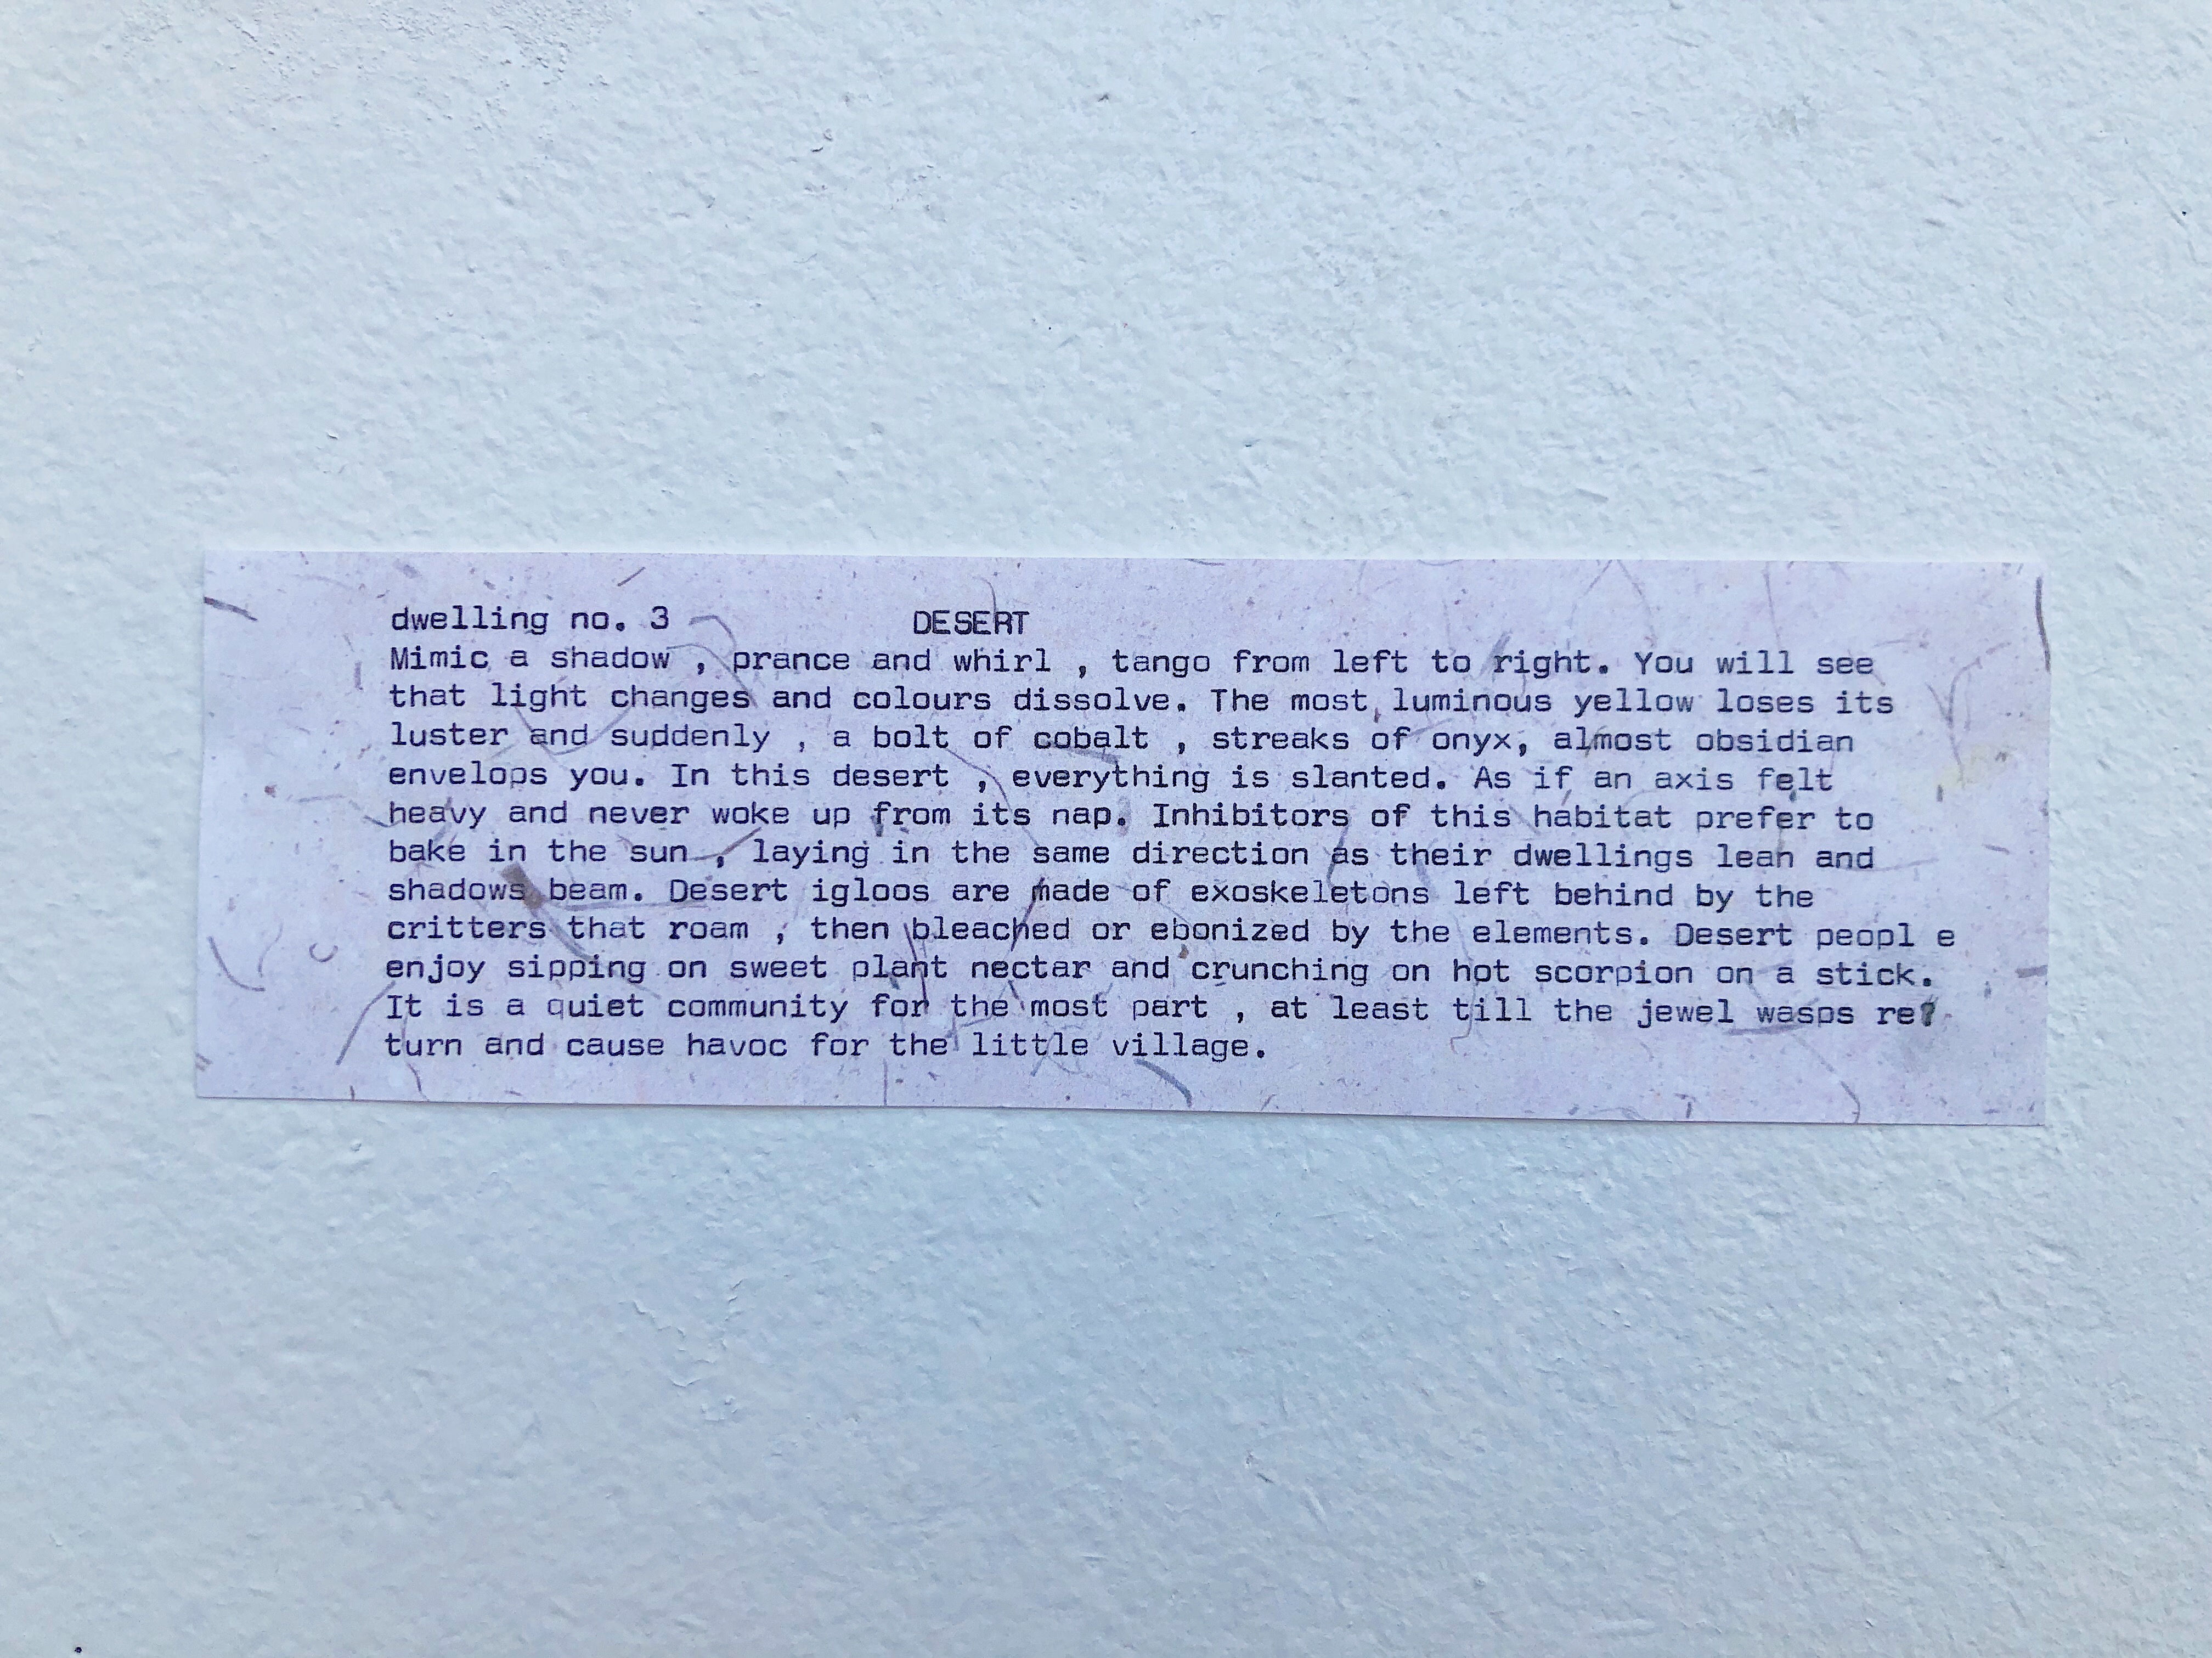 dwelling no. 3 DESERT
Mimic a shadow , prance and whirl , tango from left to right. You will see
that light changes and colours dissolve. The most luminous yellow loses its
luster and suddenly , a bolt of cobalt , streaks of onyx, almost obsidian
envelops you. In this desert , everything is slanted. As if an axis felt
heavy and never woke up from its nap. Inhibitors of this habitat prefer to
bake in the sun , laying in the same direction as their dwellings lean and
shadows beam. Desert igloos are made of exoskeletons left behind by the
critters that roam , then bleached or ebonized by the elements. Desert peopl e
enjoy sipping on sweet plant nectar and crunching on hot scorpion on a stick.
It is a quiet community for the most part , at least till the jewel wasps re?
turn and cause havoc for the little village.